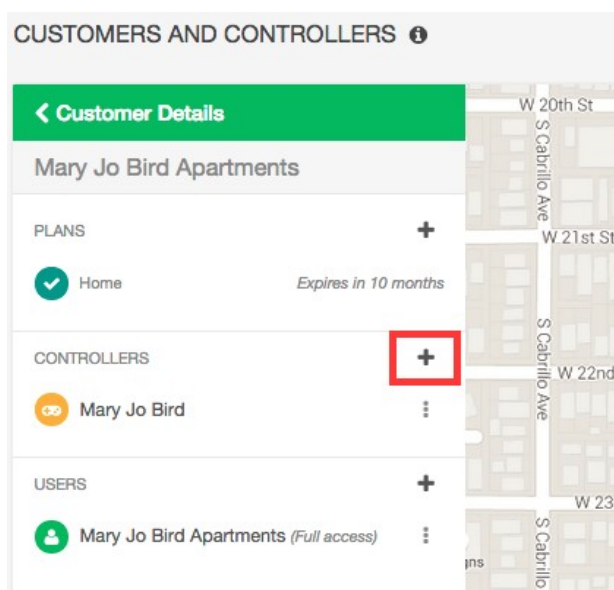 CUSTOMERS AND CONTROLLERS
Customer Details
Mary Jo Bird Apartments
PLANS
Home Expires in 10 months
CONTROLLERS
Mary Jo Bird
USERS
Mary Jo Bird Apartments (Full access)
W 20th St
S Cabrillo Ave
W 21st St
S Cabrillo Ave
W 22nd
W 23
S Cabrillo
gns